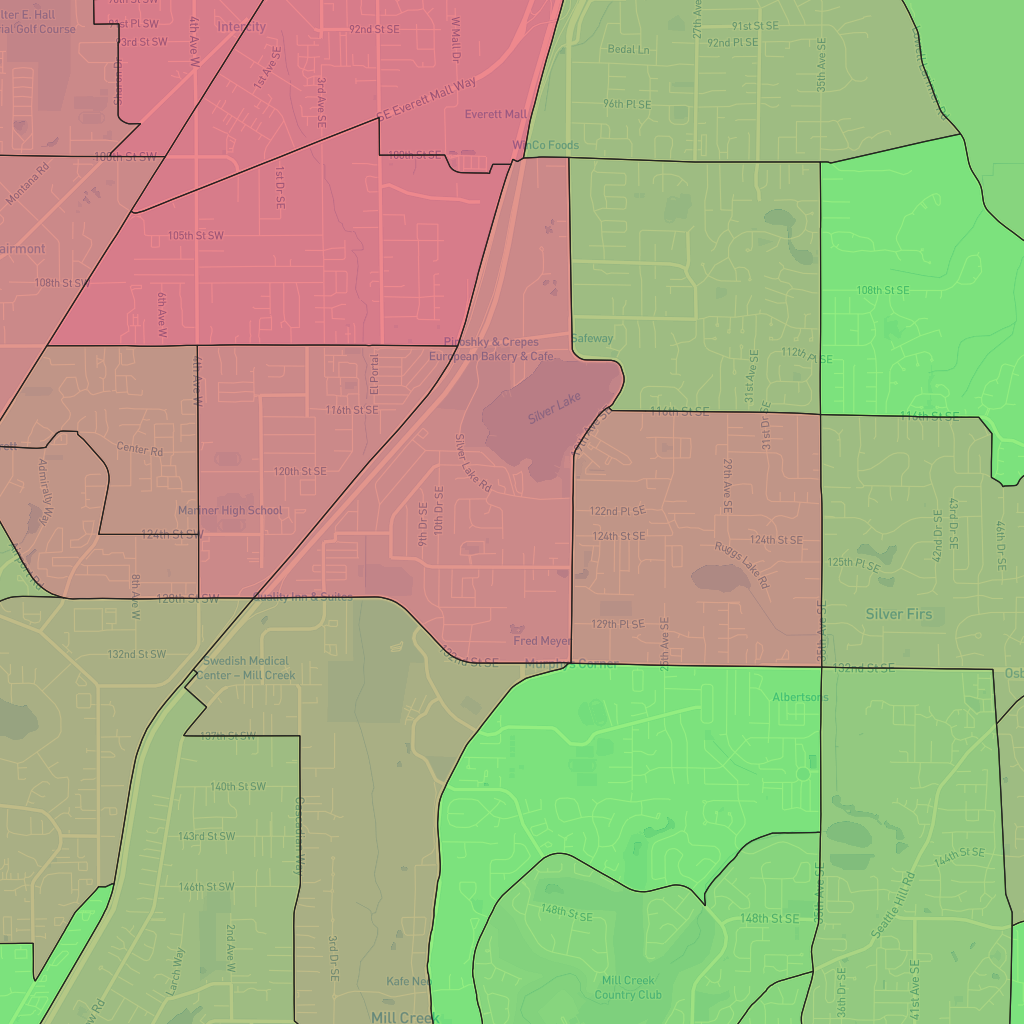 lter E. Hall
ial Golf Course
91st Pl SW
93rd St SW
Sharon Dr
4th Ave W
Intercity
1st Ave SE
3rd Ave SE
92nd St SE
W Mall Dr
SE Everett Mall Way
Everett Mall
WinCo Foods
Bedal Ln
96th Pl SE
27th Ave
91st St SE
92nd Pl SE
35th Ave SE
100th St SW
100th St SE
Montana Rd
1st Dr SE
105th St SW
airmont
108th St SW
6th Ave W
108th St SE
Piroshky & Crepes
European Bakery & Cafe
Safeway
112th Pl SE
31st Ave SE
4th Ave W
El Portal
116th St SE
Silver Lake
19th Ave SE
116th St SE
31st Dr SE
116th St SE
Center Rd
Admiralty Way
120th St SE
Silver Lake Rd
29th Ave SE
9th Dr SE
10th Dr SE
Mariner High School
124th St SW
122nd Pl SE
124th St SE
124th St SE
Ruggs Lake Rd
42nd Dr SE
43rd Dr SE
46th Dr SE
125th Pl SE
8th Ave W
128th St SW
Quality Inn & Suites
129th Pl SE
25th Ave SE
35th Ave SE
Silver Firs
Fred Meyer
132nd St SW
Swedish Medical
Center – Mill Creek
132nd St SE
Murphys Corner
132nd St SE
Albertsons
137th St SW
140th St SW
Cascadian Way
143rd St SW
146th St SW
144th St SE
Seattle Hill Rd
35th Ave SE
148th St SE
148th St SE
2nd Ave W
Larch Way
3rd Dr SE
Kafe Neo
Mill Creek
Mill Creek
Country Club
36th Dr SE
41st Ave SE